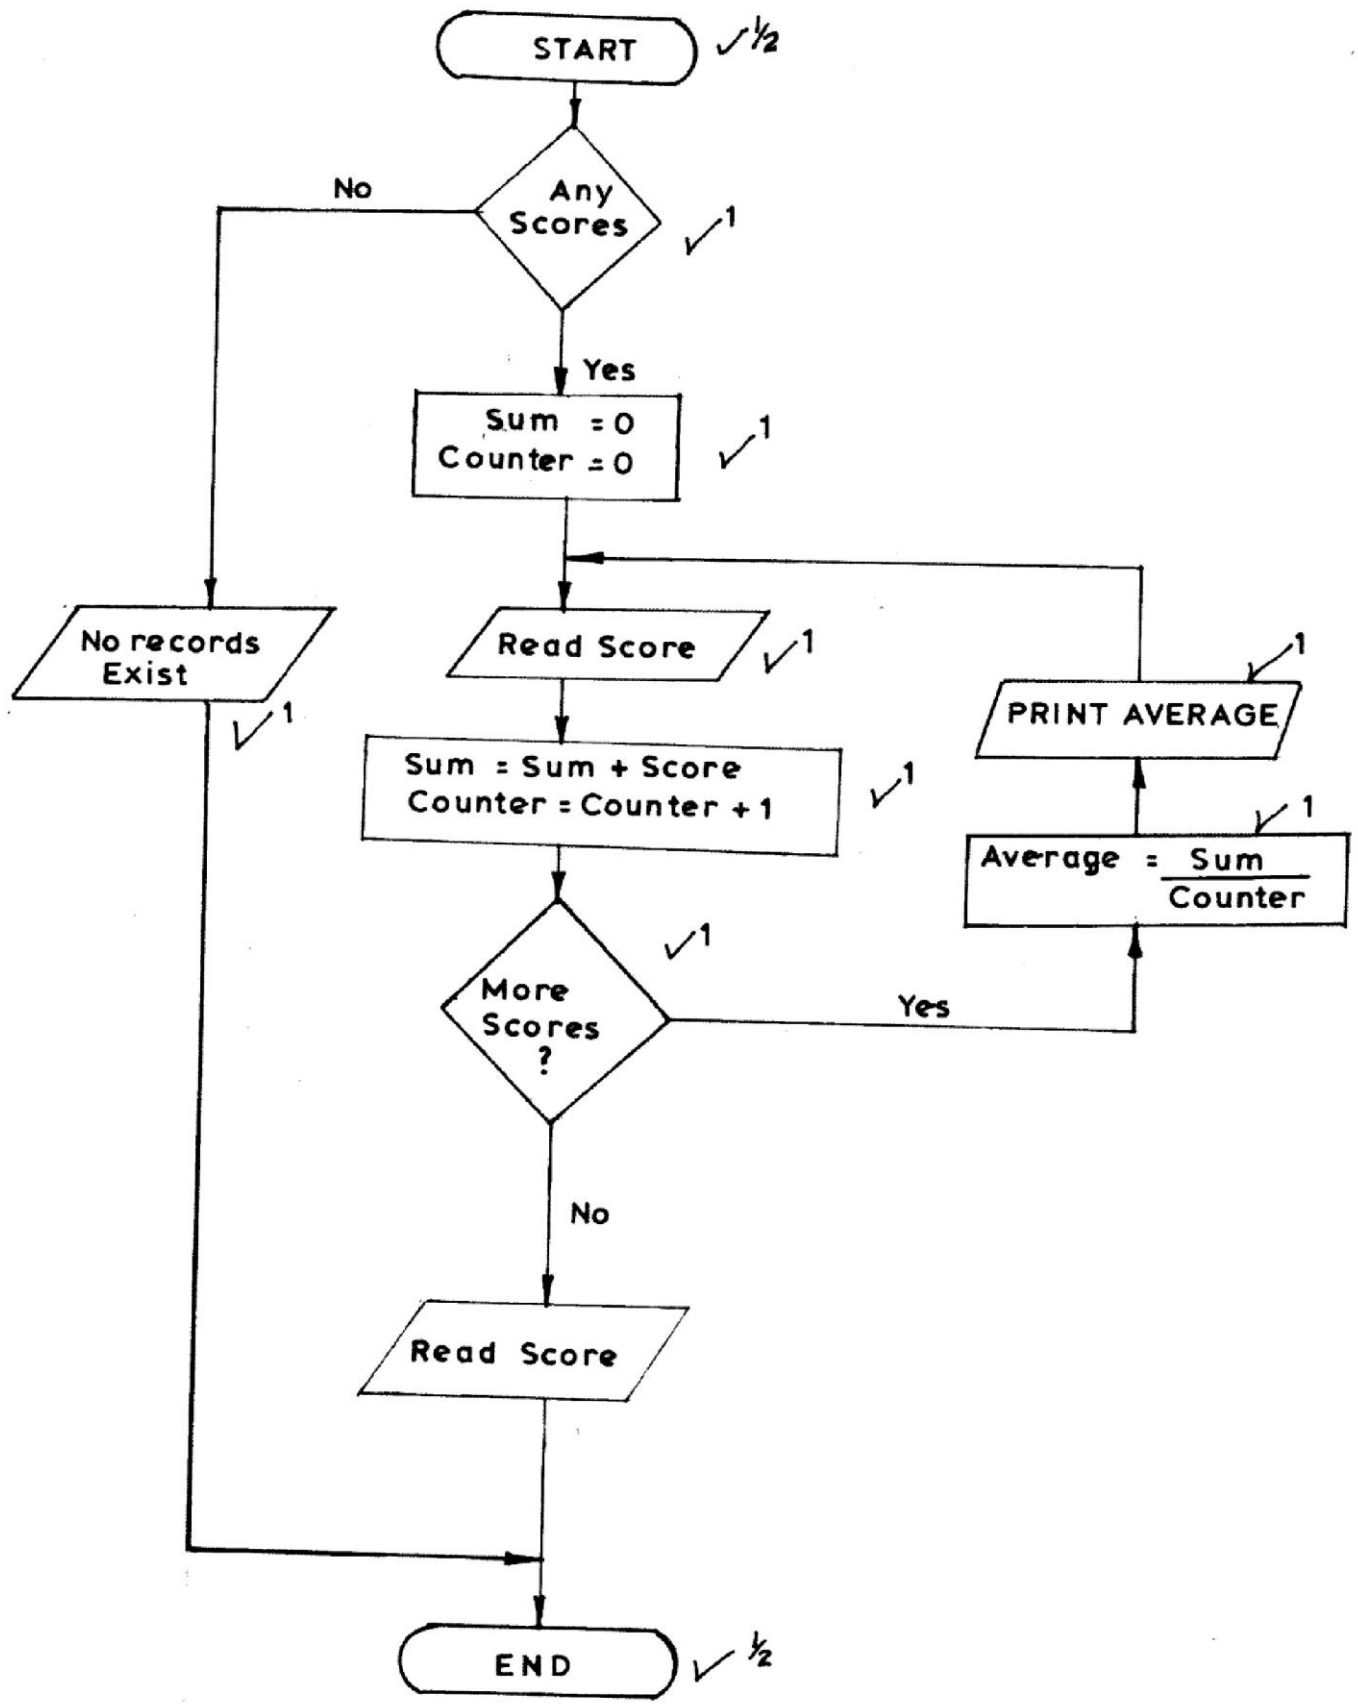 START
✓ ½
No
Any
Scores
✓ 1
Yes
Sum = 0
Counter = 0
✓ 1
No records
Exist
✓ 1
Read Score
✓ 1
PRINT AVERAGE
✓ 1
Sum = Sum + Score
Counter = Counter + 1
✓ 1
Average = Sum
Counter
✓ 1
More
Scores
?
✓ 1
Yes
No
Read Score
END
✓ ½